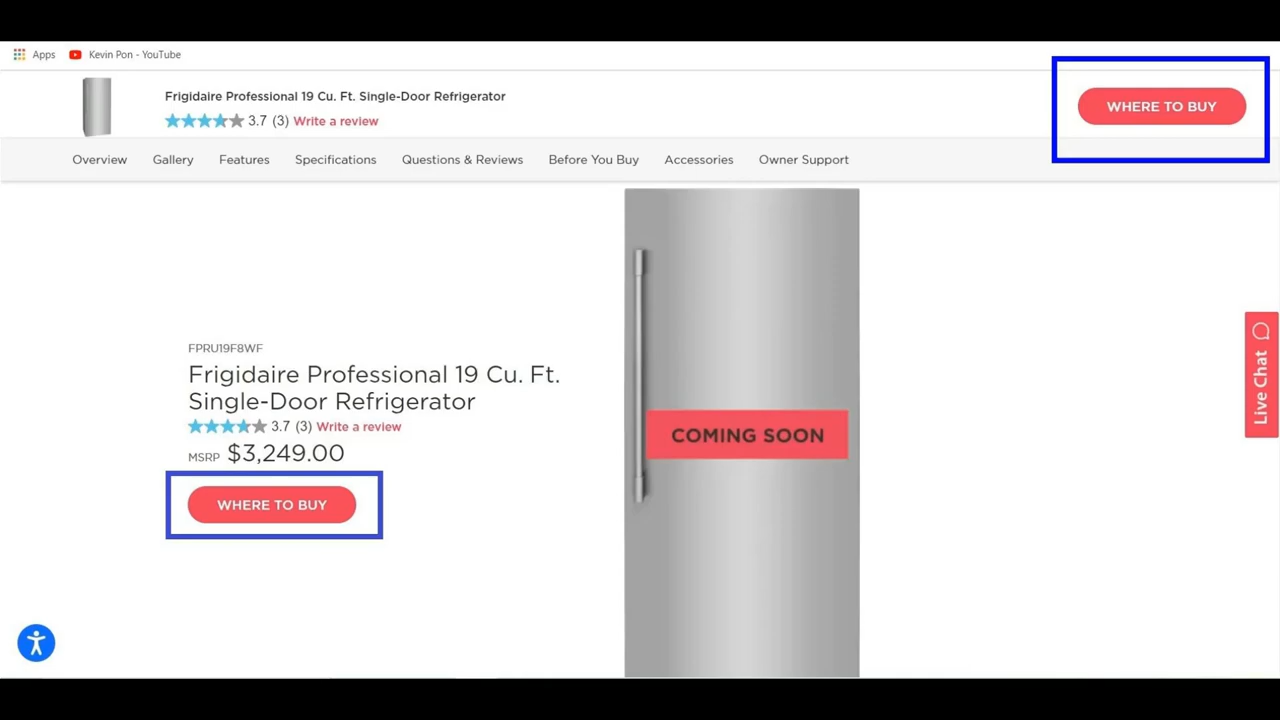 Apps Kevin Pon - YouTube
Frigidaire Professional 19 Cu. Ft. Single-Door Refrigerator
3.7 (3) Write a review
WHERE TO BUY
Overview Gallery Features Specifications Questions & Reviews Before You Buy Accessories Owner Support
FPRU19F8WF
Frigidaire Professional 19 Cu. Ft.
Single-Door Refrigerator
3.7 (3) Write a review
MSRP $3,249.00
WHERE TO BUY
COMING SOON
Live Chat